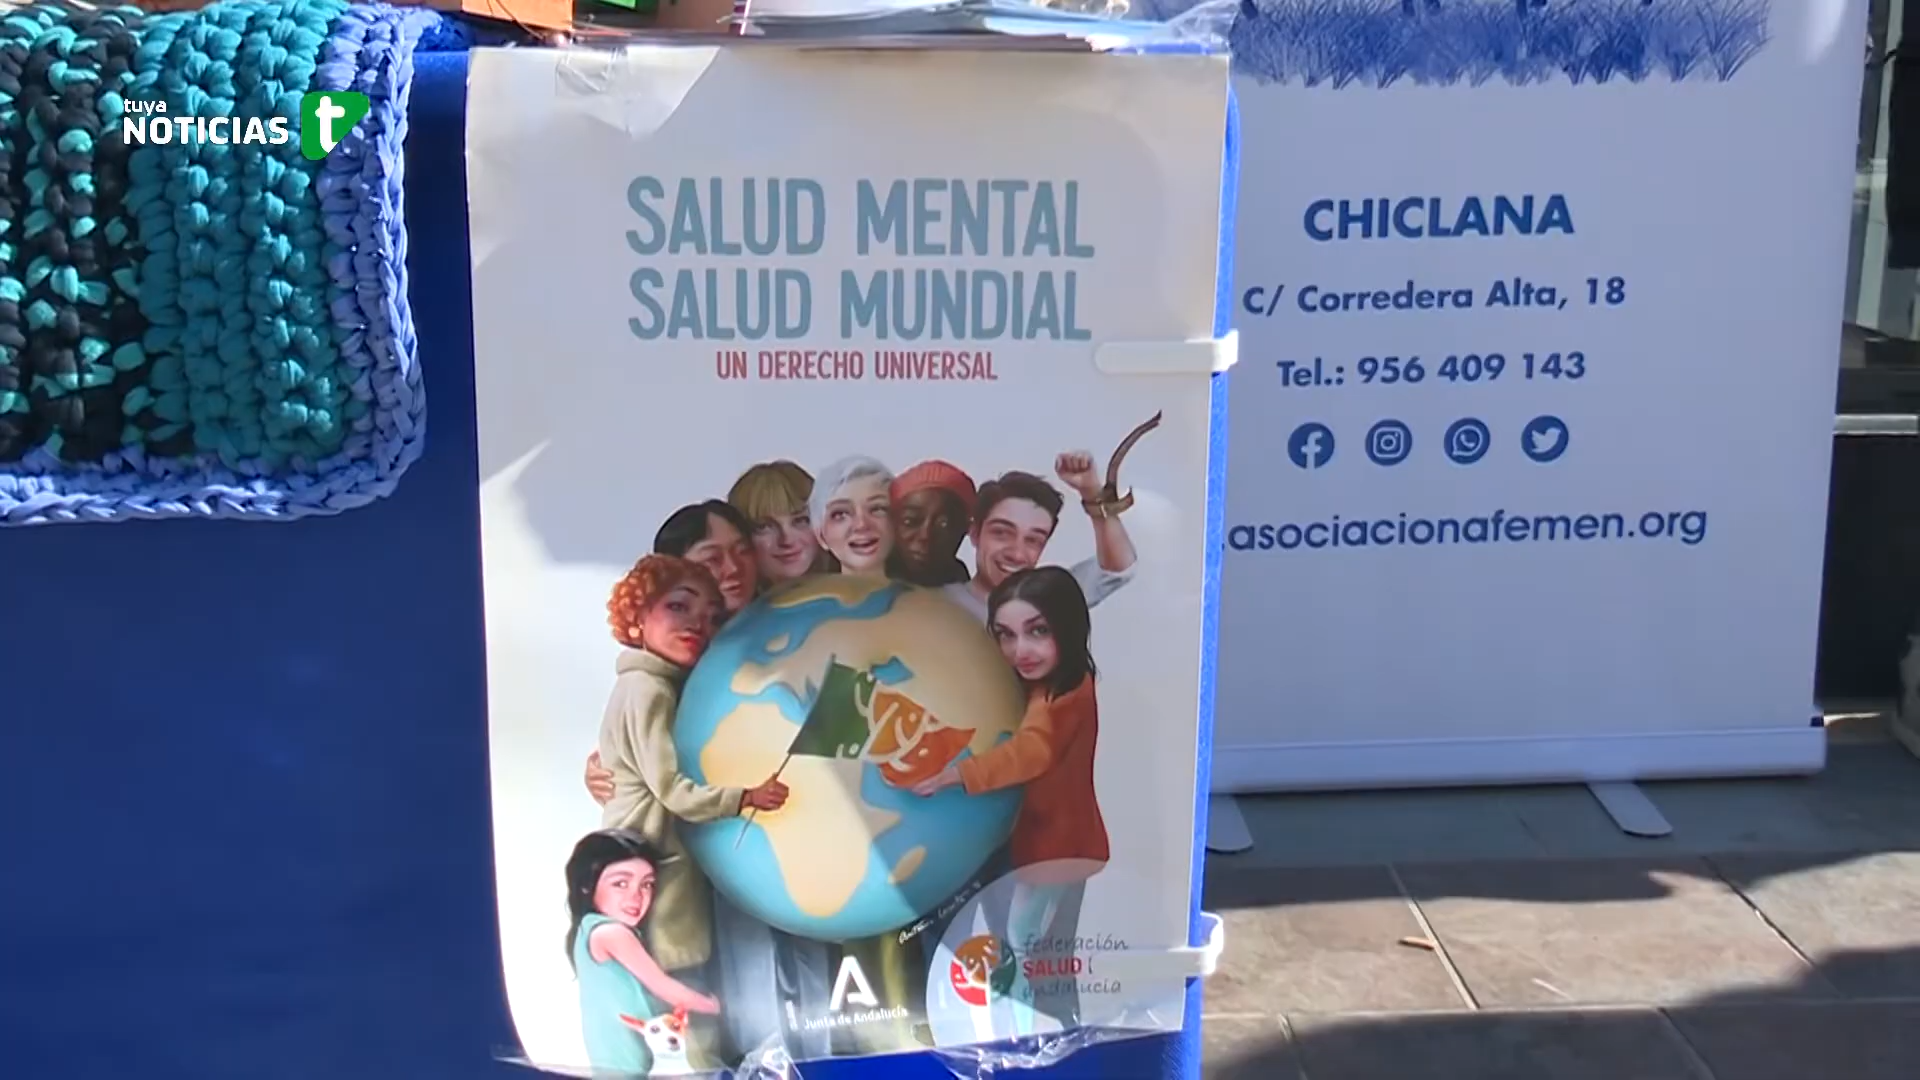 tuya
NOTICIAS t
SALUD MENTAL
SALUD MUNDIAL
UN DERECHO UNIVERSAL
Junta de Andalucía
federación
SALUD
andalucía
CHICLANA
C/ Corredera Alta, 18
Tel.: 956 409 143
.asociacionafemen.org